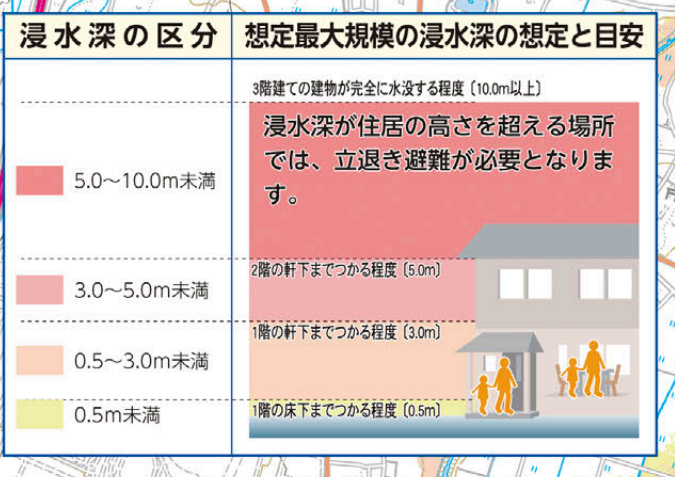 浸水深の区分
想定最大規模の浸水深の想定と目安
3階建ての建物が完全に水没する程度〔10.0m以上〕
浸水深が住居の高さを超える場所
では、立退き避難が必要となりま
す。
5.0～10.0m未満
2階の軒下までつかる程度〔5.0m〕
3.0～5.0m未満
1階の軒下までつかる程度〔3.0m〕
0.5～3.0m未満
1階の床下までつかる程度〔0.5m〕
0.5m未満